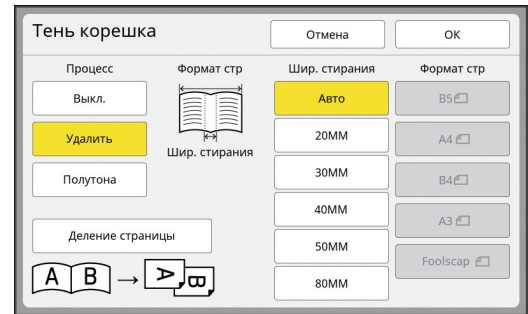 Тень корешка
Отмена
ОК
Процесс
Формат стр
Шир. стирания
Формат стр
Выкл.
Удалить
Полутона
Шир. стирания
Авто
20MM
30MM
40MM
50MM
80MM
B5
A4
B4
A3
Foolscap
Деление страницы
A B → A B